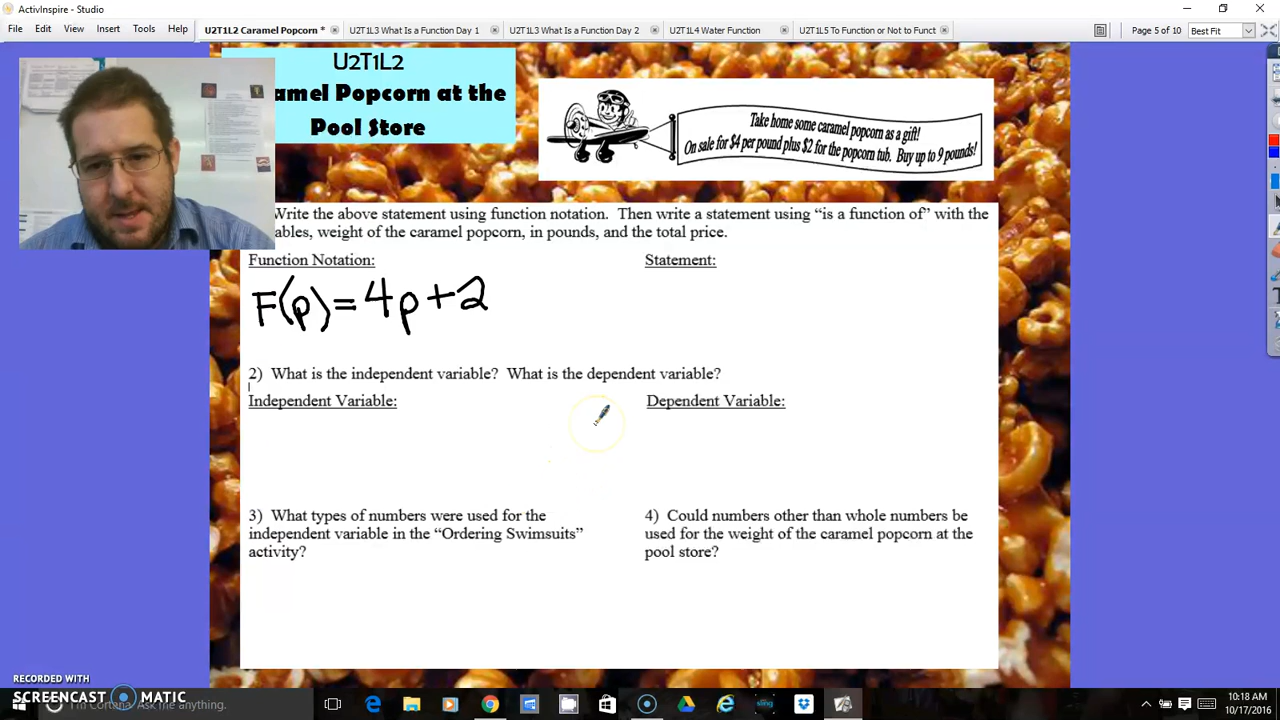 ActivInspire - Studio
File Edit View Insert Tools Help
U2T1L2 Caramel Popcorn * U2T1L3 What Is a Function Day 1 U2T1L3 What Is a Function Day 2 U2T1L4 Water Function U2T1L5 To Function or Not to Funct Page 5 of 10 Best Fit
U2T1L2
amel Popcorn at the
Pool Store
Take home some caramel popcorn as a gift!
On sale for $4 per pound plus $2 for the popcorn tub. Buy up to 9 pounds!
Write the above statement using function notation. Then write a statement using “is a function of” with the
ables, weight of the caramel popcorn, in pounds, and the total price.
Function Notation:
Statement:
F(p)=4p+2
2) What is the independent variable? What is the dependent variable?
Independent Variable:
Dependent Variable:
3) What types of numbers were used for the
independent variable in the “Ordering Swimsuits”
activity?
4) Could numbers other than whole numbers be
used for the weight of the caramel popcorn at the
pool store?
RECORDED WITH
SCREENCAST MATIC
I'm Cortana. Ask me anything.
sling
10:18 AM
10/17/2016